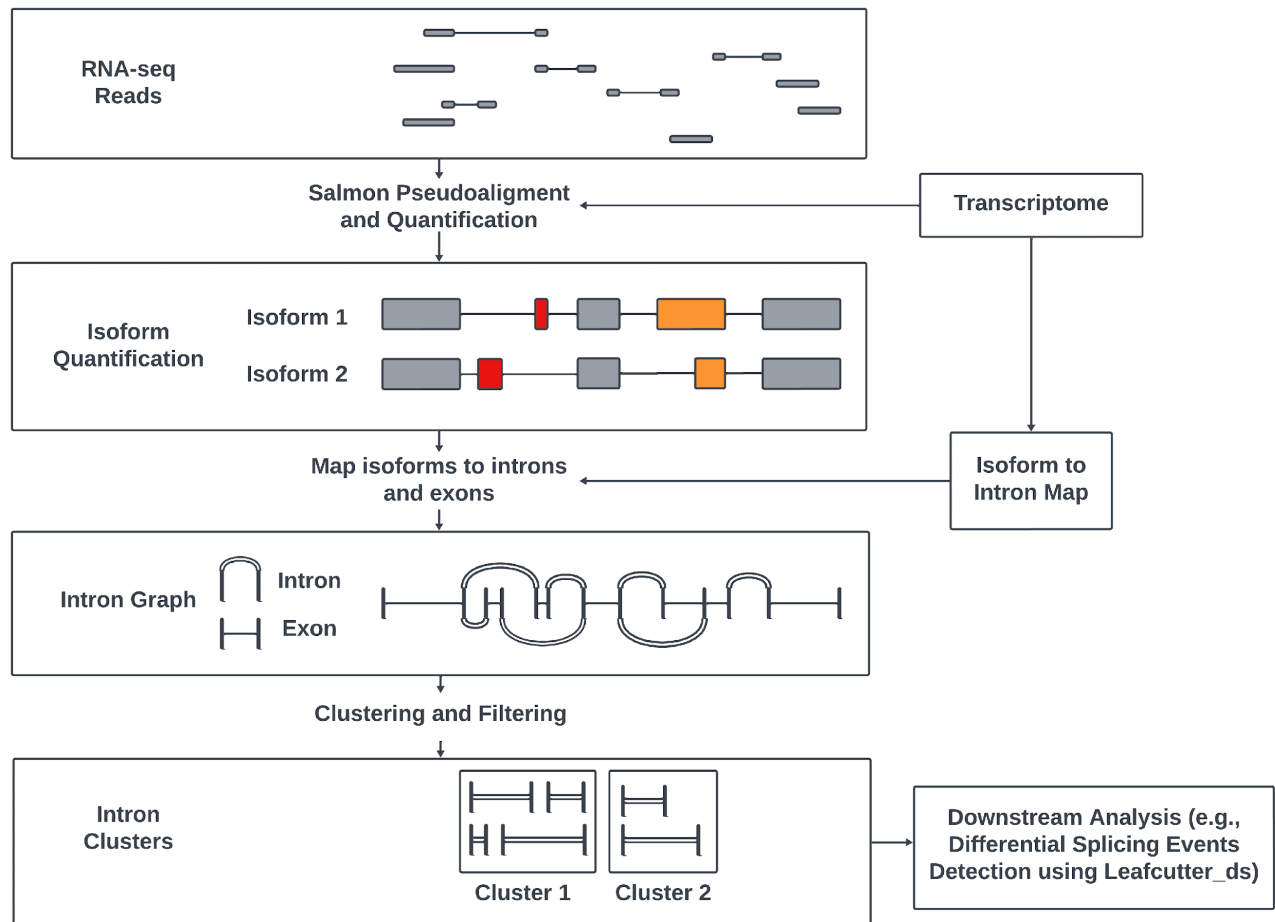 RNA-seq
Reads
Salmon Pseudoaligment
and Quantification
Transcriptome
Isoform
Quantification
Isoform 1
Isoform 2
Map isoforms to introns
and exons
Isoform to
Intron Map
Intron Graph
Intron
Exon
Clustering and Filtering
Intron
Clusters
Cluster 1
Cluster 2
Downstream Analysis (e.g.,
Differential Splicing Events
Detection using Leafcutter_ds)